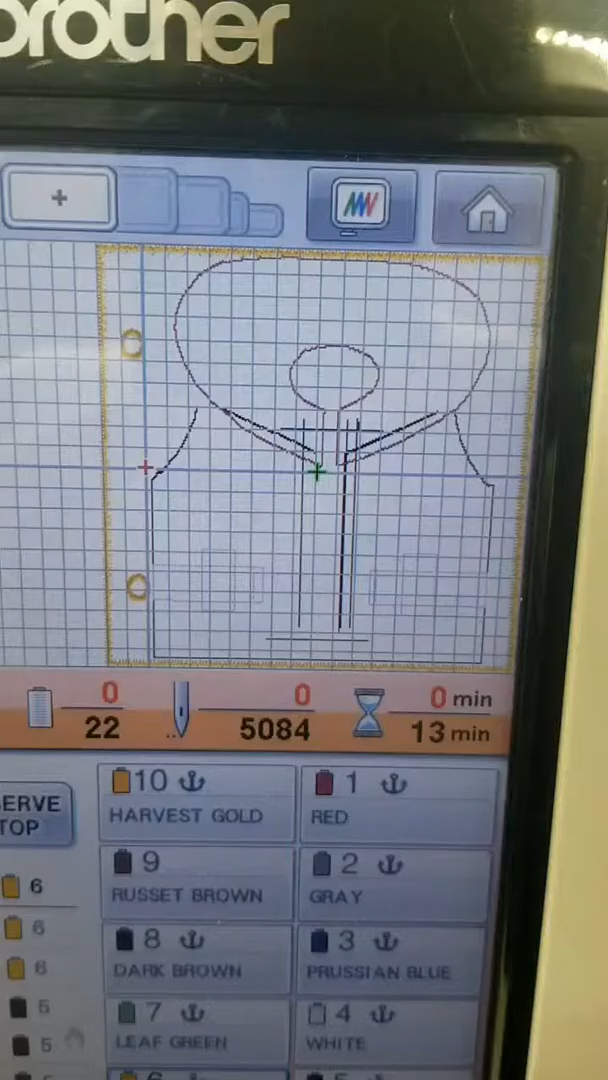 brother
0 0 0 min
22 5084 13 min
ERVE
TOP
10
HARVEST GOLD
1
RED
9
RUSSET BROWN
2
GRAY
8
DARK BROWN
3
PRUSSIAN BLUE
7
LEAF GREEN
4
WHITE
6
6
6
5
5